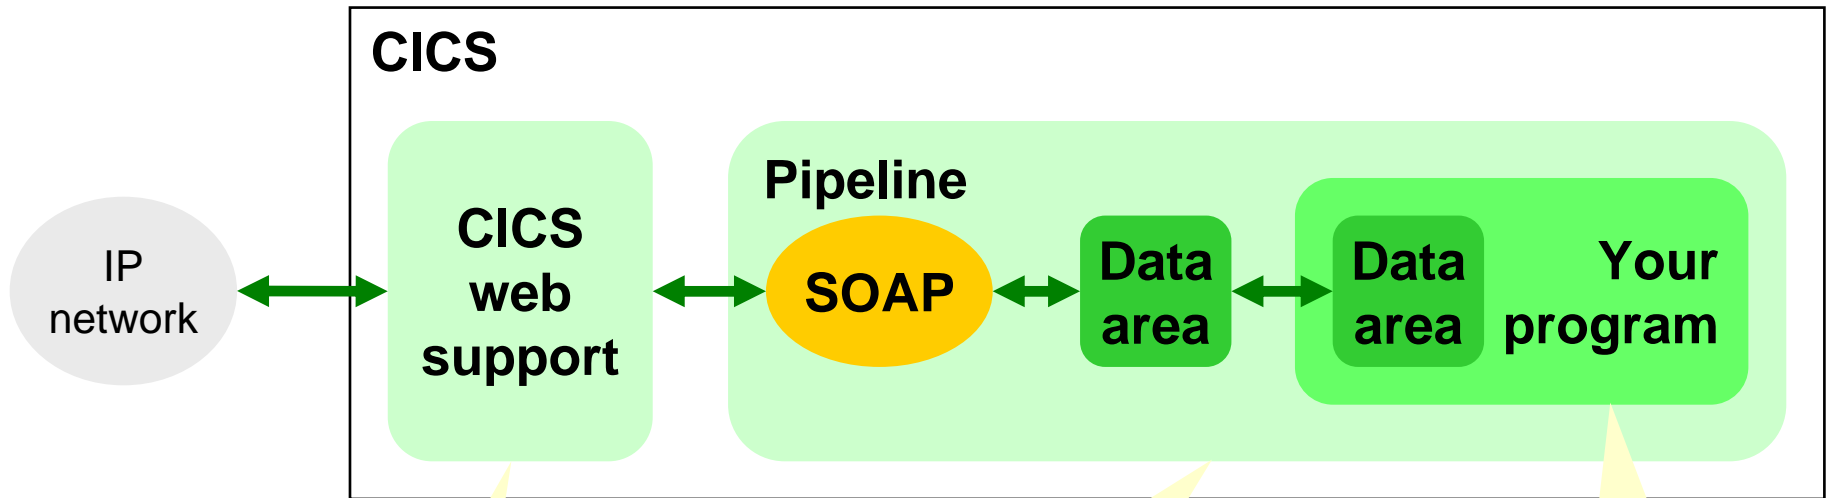 CICS
IP
network
CICS
web
support
Pipeline
SOAP
Data
area
Data
area
Your
program